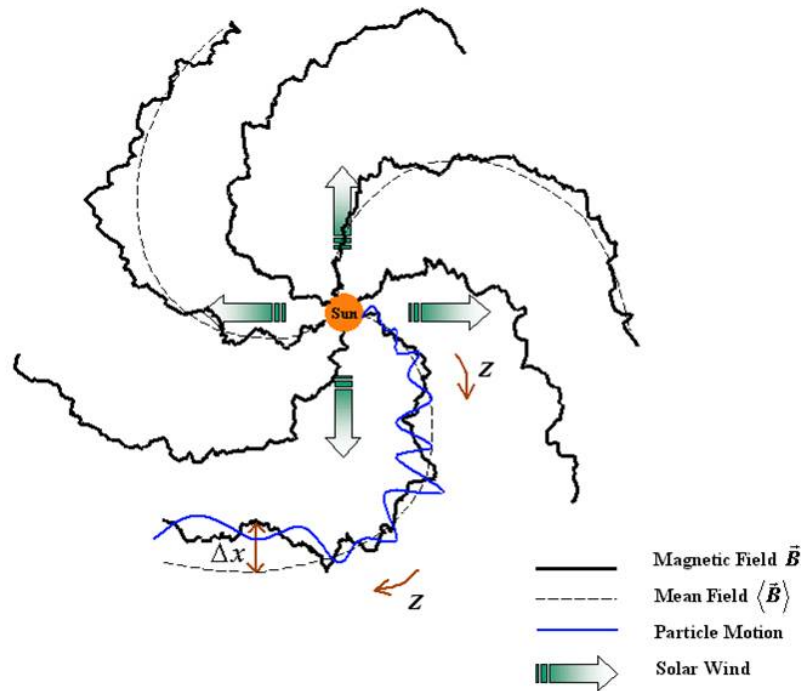 Sun
Z
Δx
Z
Magnetic Field B⃗
Mean Field ⟨B⃗⟩
Particle Motion
Solar Wind